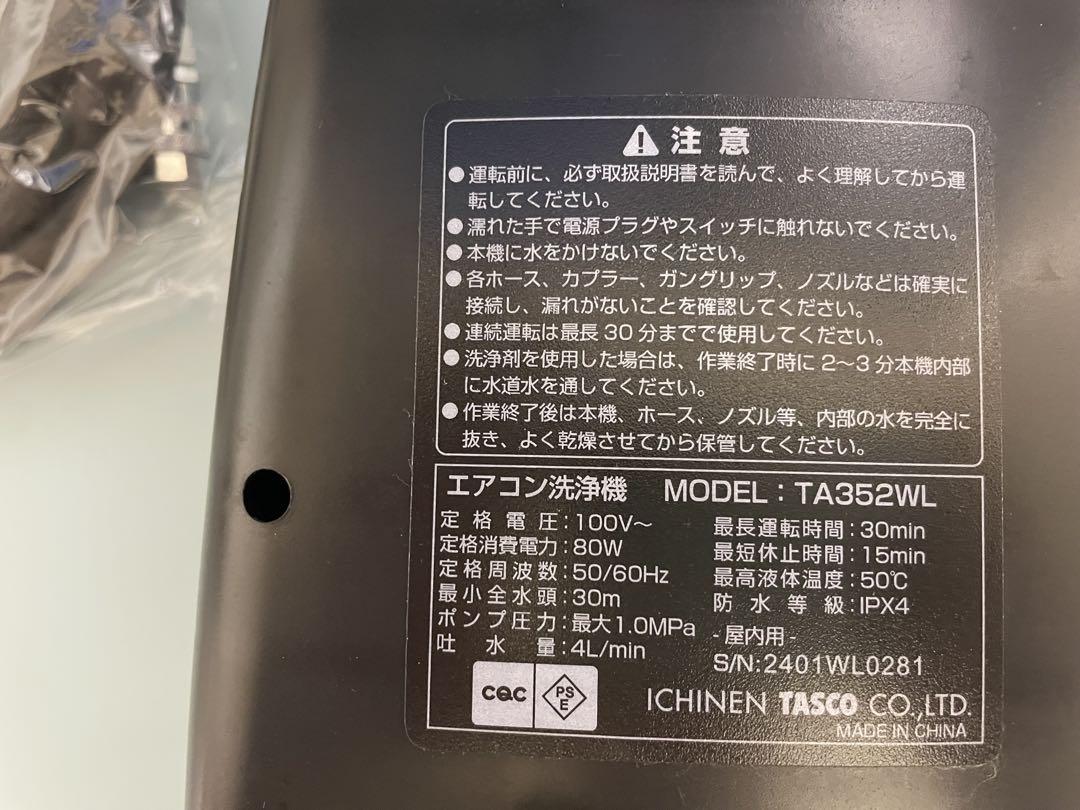 注意
●運転前に、必ず取扱説明書を読んで、よく理解してから運
転してください。
●濡れた手で電源プラグやスイッチに触れないでください。
●本機に水をかけないでください。
●各ホース、カプラー、ガングリップ、ノズルなどは確実に
接続し、漏れがないことを確認してください。
●連続運転は最長30分までで使用してください。
●洗浄剤を使用した場合は、作業終了時に2〜3分本機内部
に水道水を通してください。
●作業終了後は本機、ホース、ノズル等、内部の水を完全に
抜き、よく乾燥させてから保管してください。
エアコン洗浄機 MODEL：TA352WL
定格電圧：100V〜
定格消費電力：80W
定格周波数：50/60Hz
最小全水頭：30m
ポンプ圧力：最大1.0MPa
吐水量：4L/min
最長運転時間：30min
最短休止時間：15min
最高液体温度：50℃
防水等級：IPX4
-屋内用-
S/N:2401WL0281
cqc
PS
E
ICHINEN TASCO CO.,LTD.
MADE IN CHINA